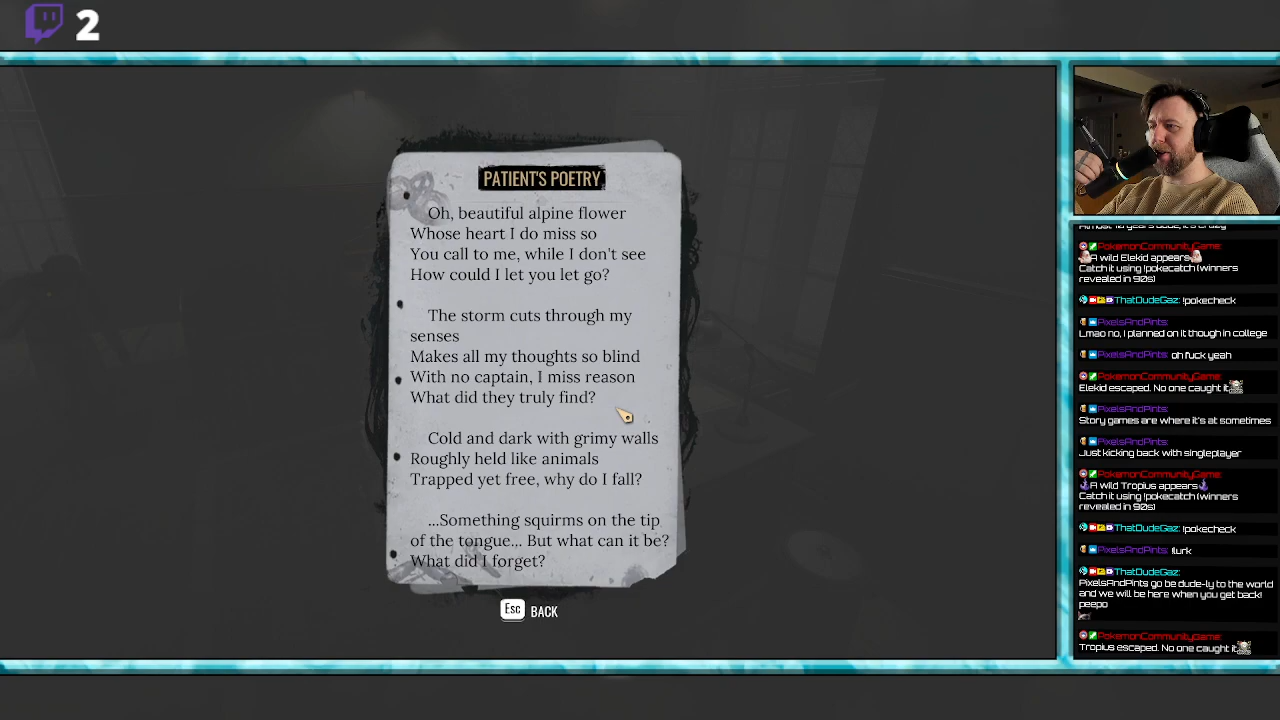 2
PATIENT'S POETRY
Oh, beautiful alpine flower
Whose heart I do miss so
You call to me, while I don't see
How could I let you let go?
The storm cuts through my
senses
Makes all my thoughts so blind
With no captain, I miss reason
What did they truly find?
Cold and dark with grimy walls
Roughly held like animals
Trapped yet free, why do I fall?
...Something squirms on the tip
of the tongue... But what can it be?
What did I forget?
Esc BACK
PokemonCommunityGame:
A wild Elekid appears
Catch it using !pokecatch (winners
revealed in 90s)
ThatDudeGaz: !pokecheck
PixelsAndPints:
Lmao no, I planned on it though in college
PixelsAndPints: oh fuck yeah
PokemonCommunityGame:
Elekid escaped. No one caught it
PixelsAndPints:
Story games are where it's at sometimes
PixelsAndPints:
Just kicking back with singleplayer
PokemonCommunityGame:
A wild Tropius appears
Catch it using !pokecatch (winners
revealed in 90s)
ThatDudeGaz: !pokecheck
PixelsAndPints: !lurk
ThatDudeGaz:
PixelsAndPints go be dude-ly to the world
and we will be here when you get back!
peepo
PokemonCommunityGame:
Tropius escaped. No one caught it